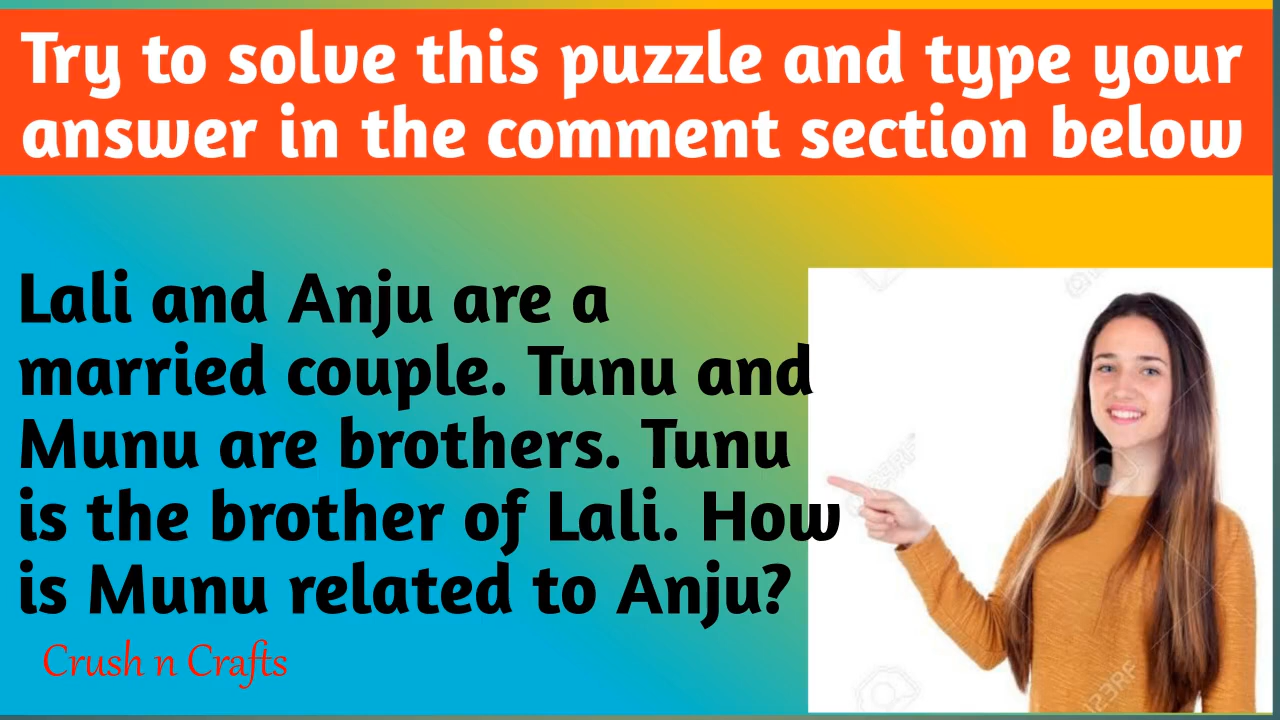 Try to solve this puzzle and type your
answer in the comment section below
Lali and Anju are a
married couple. Tunu and
Munu are brothers. Tunu
is the brother of Lali. How
is Munu related to Anju?
Crush n Crafts
123RF
123RF